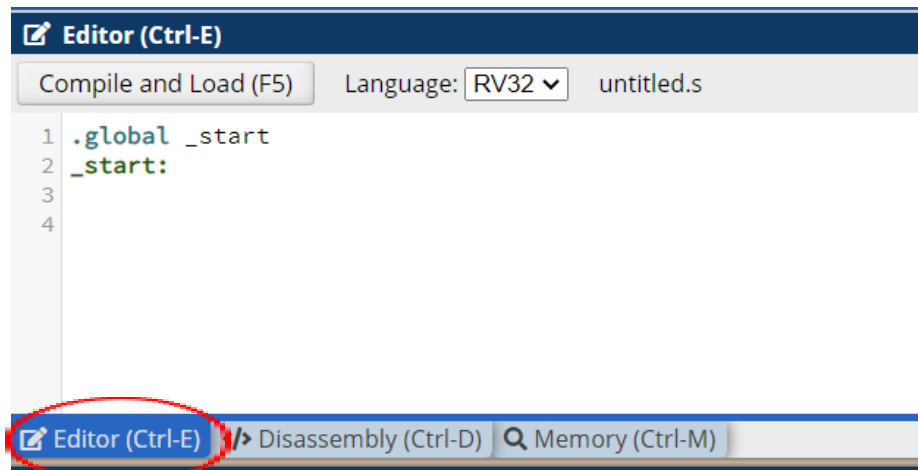 Editor (Ctrl-E)
Compile and Load (F5) Language: RV32 untitled.s
1 .global _start
2 _start:
3
4
Editor (Ctrl-E) </> Disassembly (Ctrl-D) Memory (Ctrl-M)